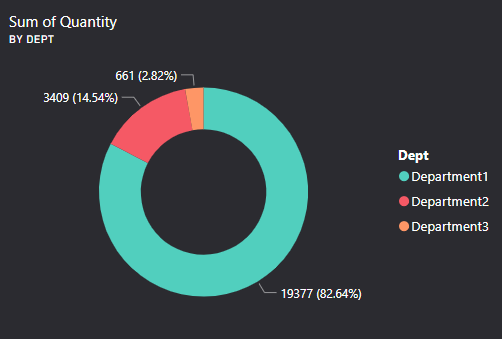 Sum of Quantity
BY DEPT
661 (2.82%)
3409 (14.54%)
19377 (82.64%)
Dept
Department1
Department2
Department3